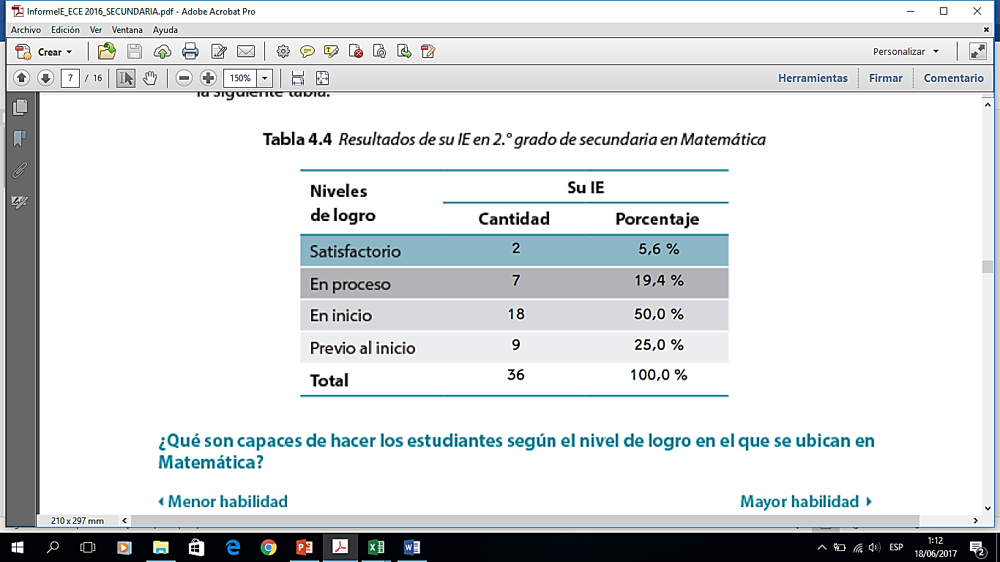 InformeIE_ECE 2016_SECUNDARIA.pdf - Adobe Acrobat Pro
Archivo Edición Ver Ventana Ayuda
Crear Personalizar
7 / 16 150% Herramientas Firmar Comentario
la siguiente tabla.
Tabla 4.4 Resultados de su IE en 2.° grado de secundaria en Matemática
Niveles de logro Su IE
Cantidad Porcentaje
Satisfactorio 2 5,6 %
En proceso 7 19,4 %
En inicio 18 50,0 %
Previo al inicio 9 25,0 %
Total 36 100,0 %
¿Qué son capaces de hacer los estudiantes según el nivel de logro en el que se ubican en
Matemática?
Menor habilidad Mayor habilidad
210 x 297 mm
ESP 1:12
18/06/2017 2